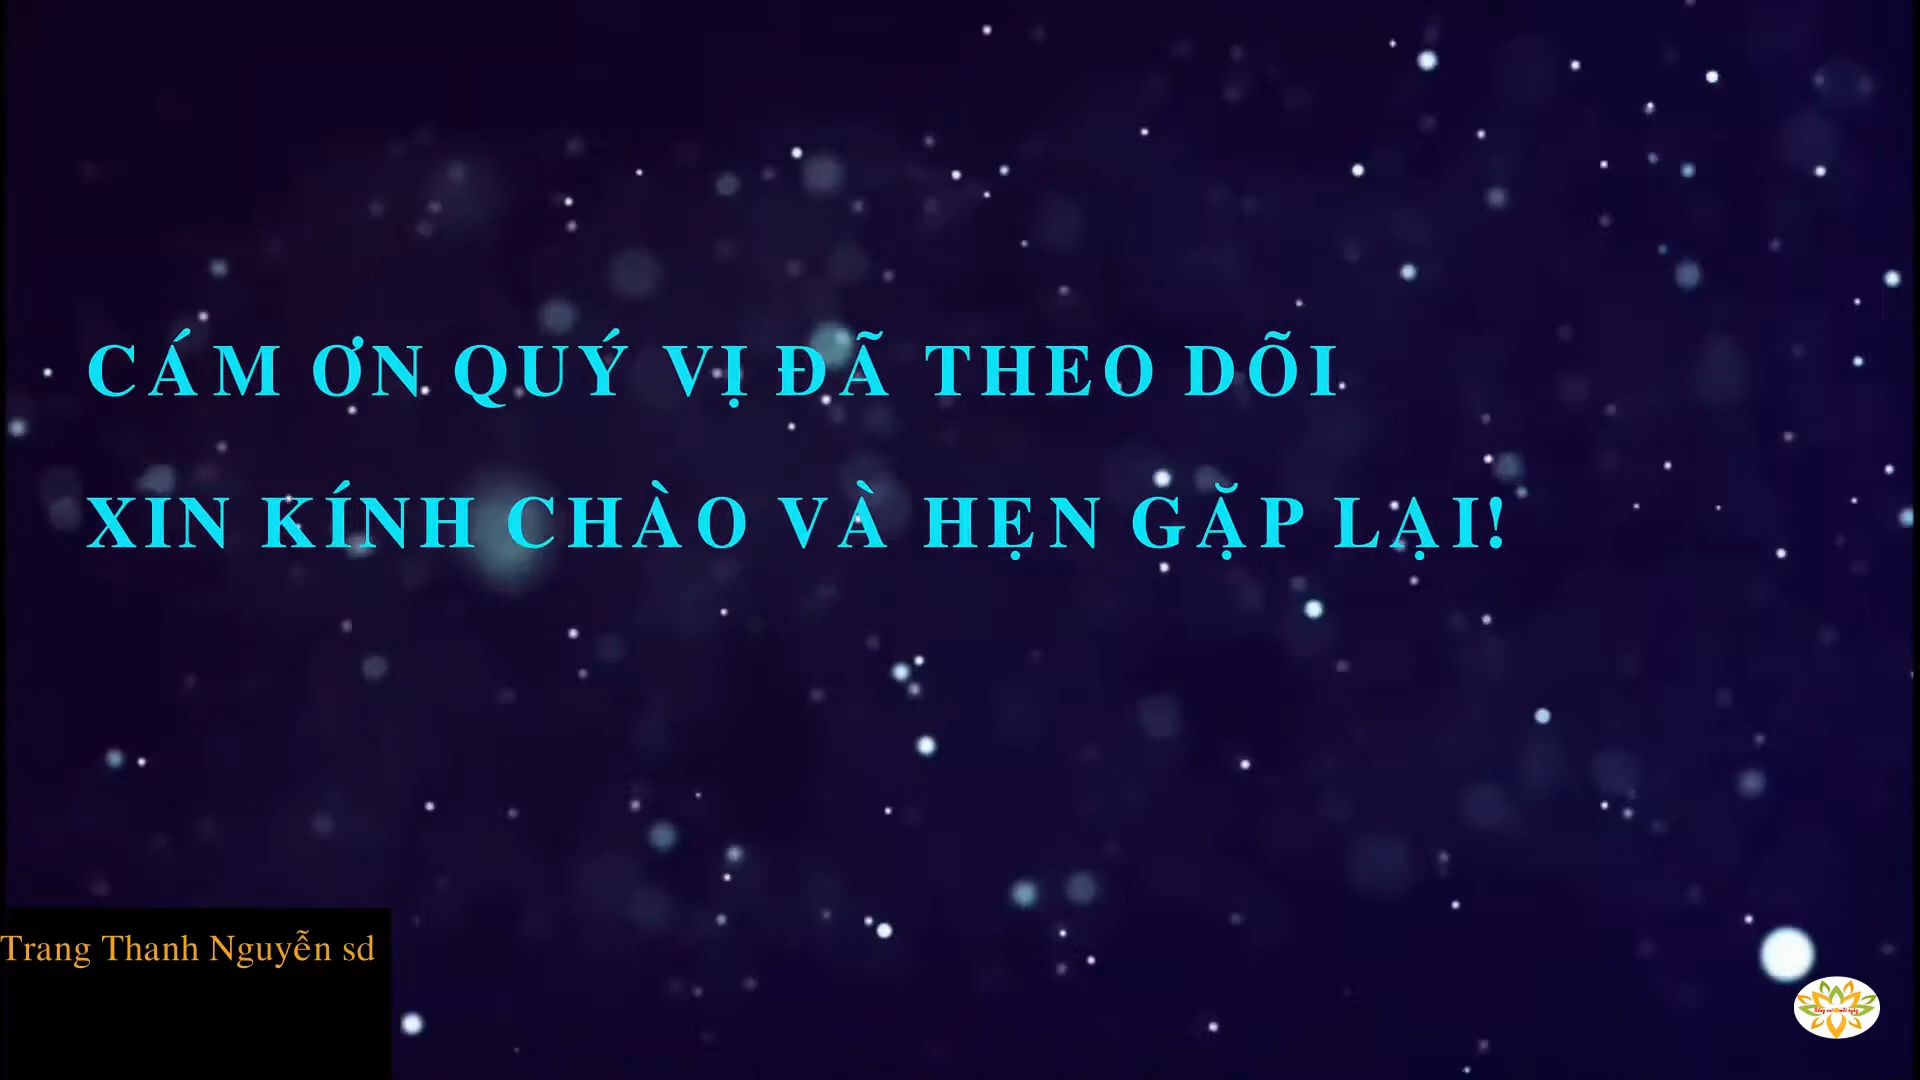 CÁM ƠN QUÝ VỊ ĐÃ THEO DÕI
XIN KÍNH CHÀO VÀ HẸN GẶP LẠI!
Trang Thanh Nguyễn sd